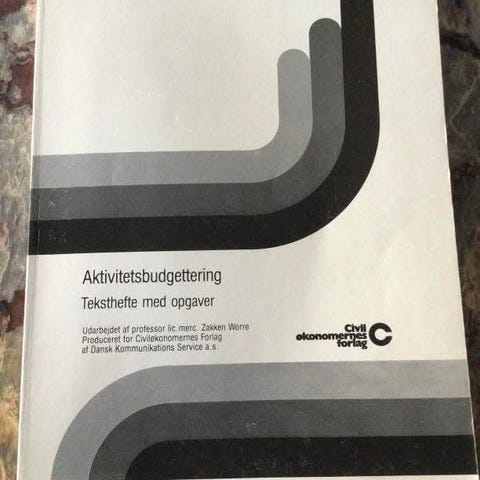 Aktivitetsbudgettering
Teksthefte med opgaver
Udarbejdet af professor lic.merc. Zakken Worre
Produceret for Civiløkonomernes Forlag
af Dansk Kommunikations Service a.s.
Civil
økonomernes
forlag
C